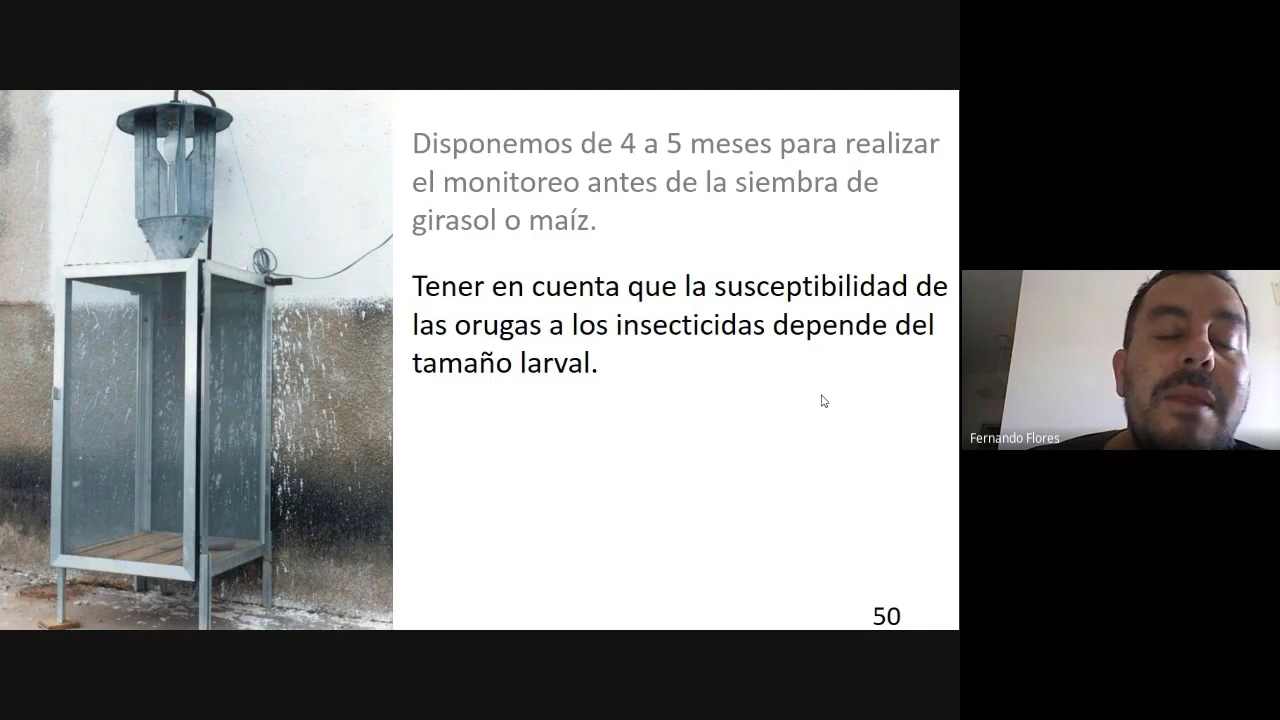 Disponemos de 4 a 5 meses para realizar
el monitoreo antes de la siembra de
girasol o maíz.
Tener en cuenta que la susceptibilidad de
las orugas a los insecticidas depende del
tamaño larval.
Fernando Flores
50